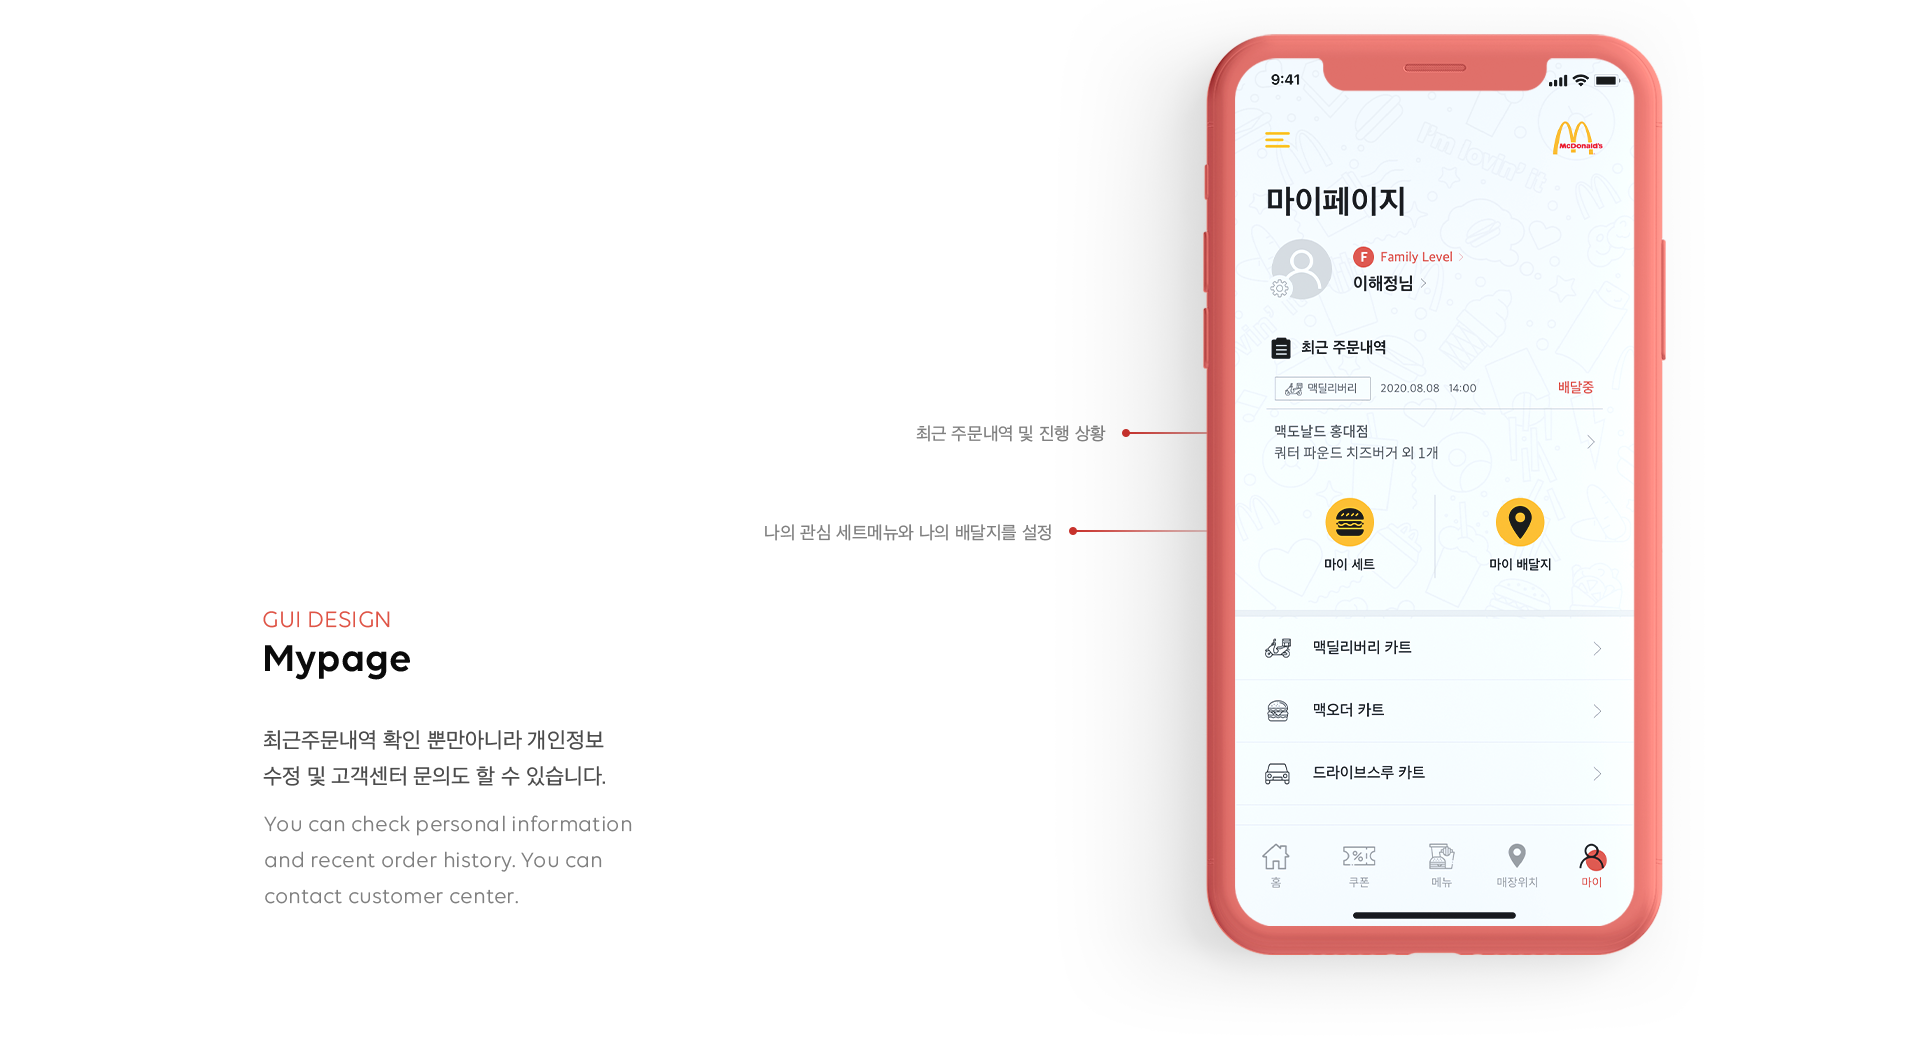 최근 주문내역 및 진행 상황
나의 관심 세트메뉴와 나의 배달지를 설정
GUI DESIGN
Mypage
최근주문내역 확인 뿐만아니라 개인정보
수정 및 고객센터 문의도 할 수 있습니다.
You can check personal information
and recent order history. You can
contact customer center.
9:41
McDonald's
i'm lovin' it
마이페이지
F Family Level
이해정님
최근 주문내역
맥딜리버리 2020.08.08 14:00 배달중
맥도날드 홍대점
쿼터 파운드 치즈버거 외 1개
마이 세트
마이 배달지
맥딜리버리 카트
맥오더 카트
드라이브스루 카트
홈
쿠폰
메뉴
매장위치
마이